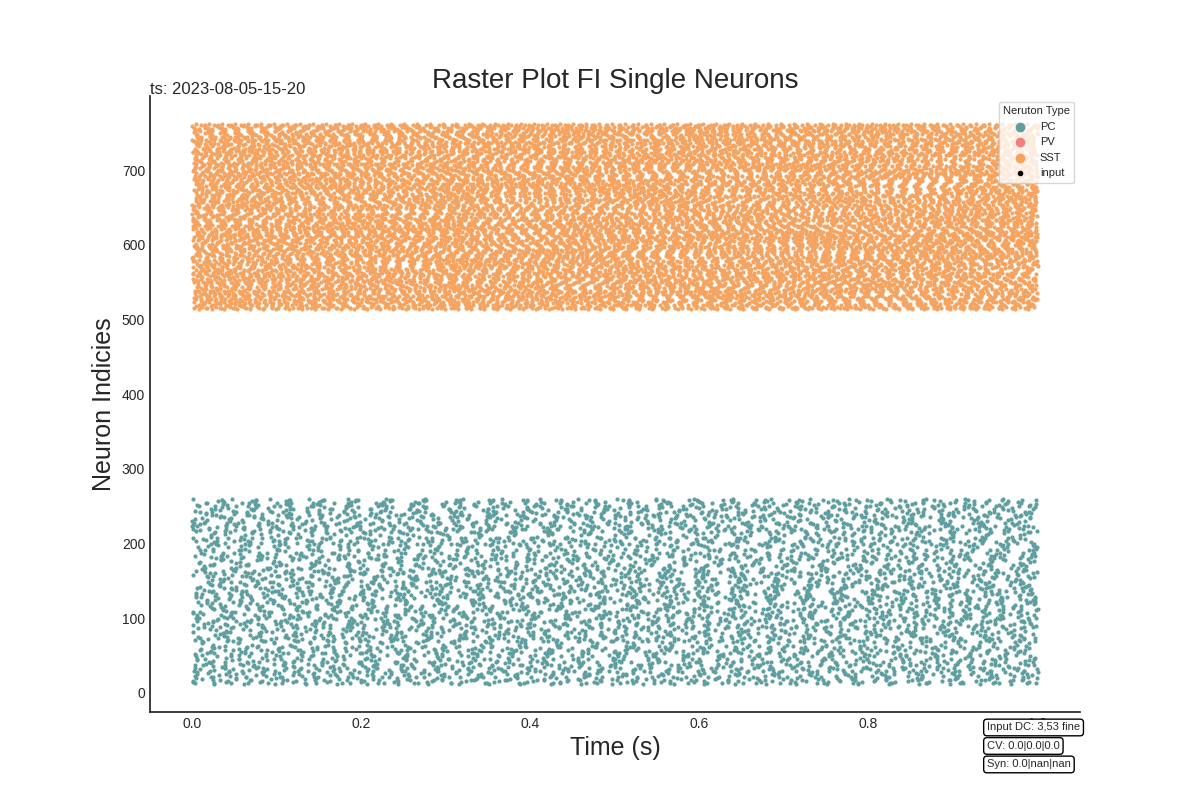 Raster Plot FI Single Neurons
ts: 2023-08-05-15-20
Neruton Type
PC
PV
SST
input
Neuron Indicies
700
600
500
400
300
200
100
0
0.0 0.2 0.4 0.6 0.8
Time (s)
Input DC: 3,53 fine
CV: 0.0|0.0|0.0
Syn: 0.0|nan|nan